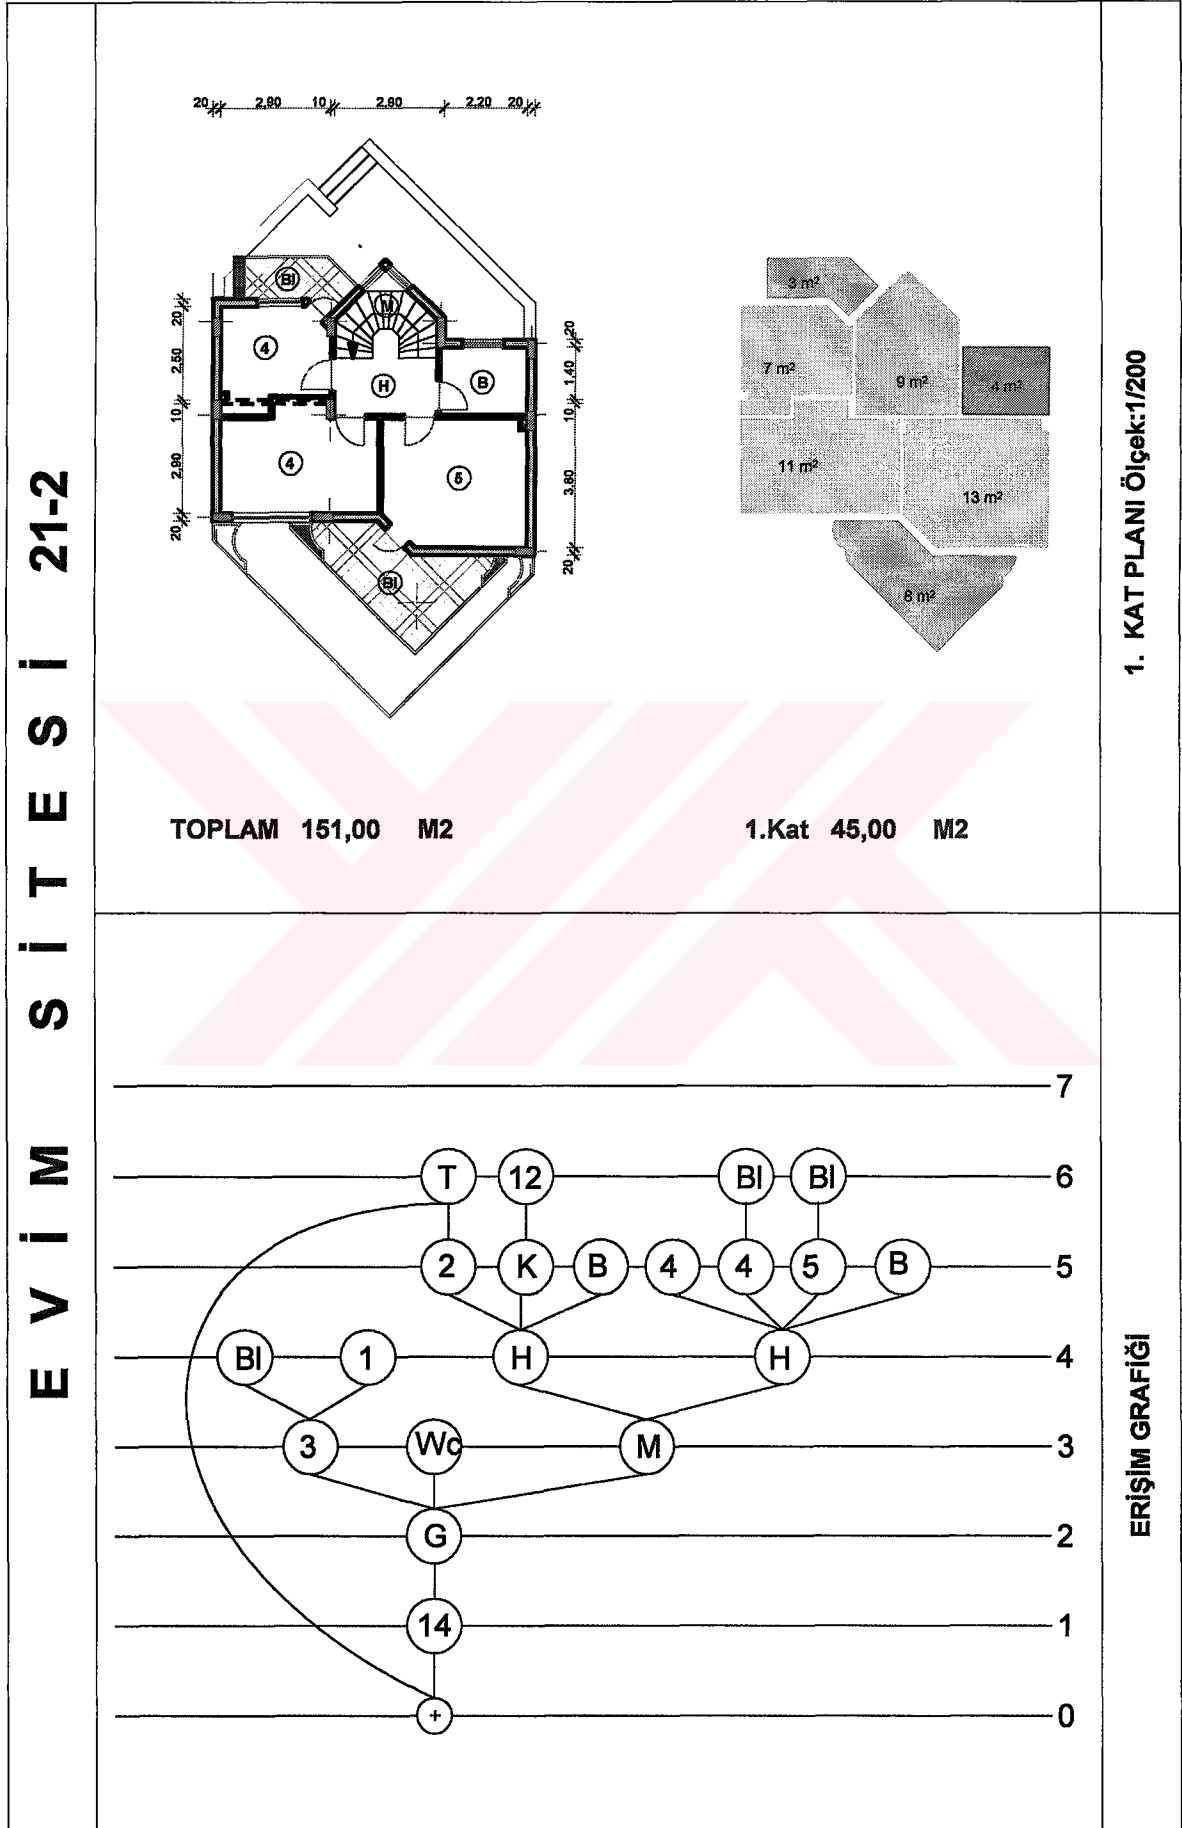 EVİM SİTESİ 21-2
20 2,80 10 2,80 2,20 20
Bl
M
4
H
B
4
5
Bl
20 2,50 10 2,90 20
20 1,40 10 3,80 20
3 m²
7 m²
9 m²
4 m²
11 m²
13 m²
8 m²
TOPLAM 151,00 M2
1.Kat 45,00 M2
1. KAT PLANI Ölçek:1/200
7
T 12 Bl Bl 6
2 K B 4 4 5 B 5
Bl 1 H H 4
3 Wc M 3
G 2
14 1
+ 0
ERİŞİM GRAFİĞİ